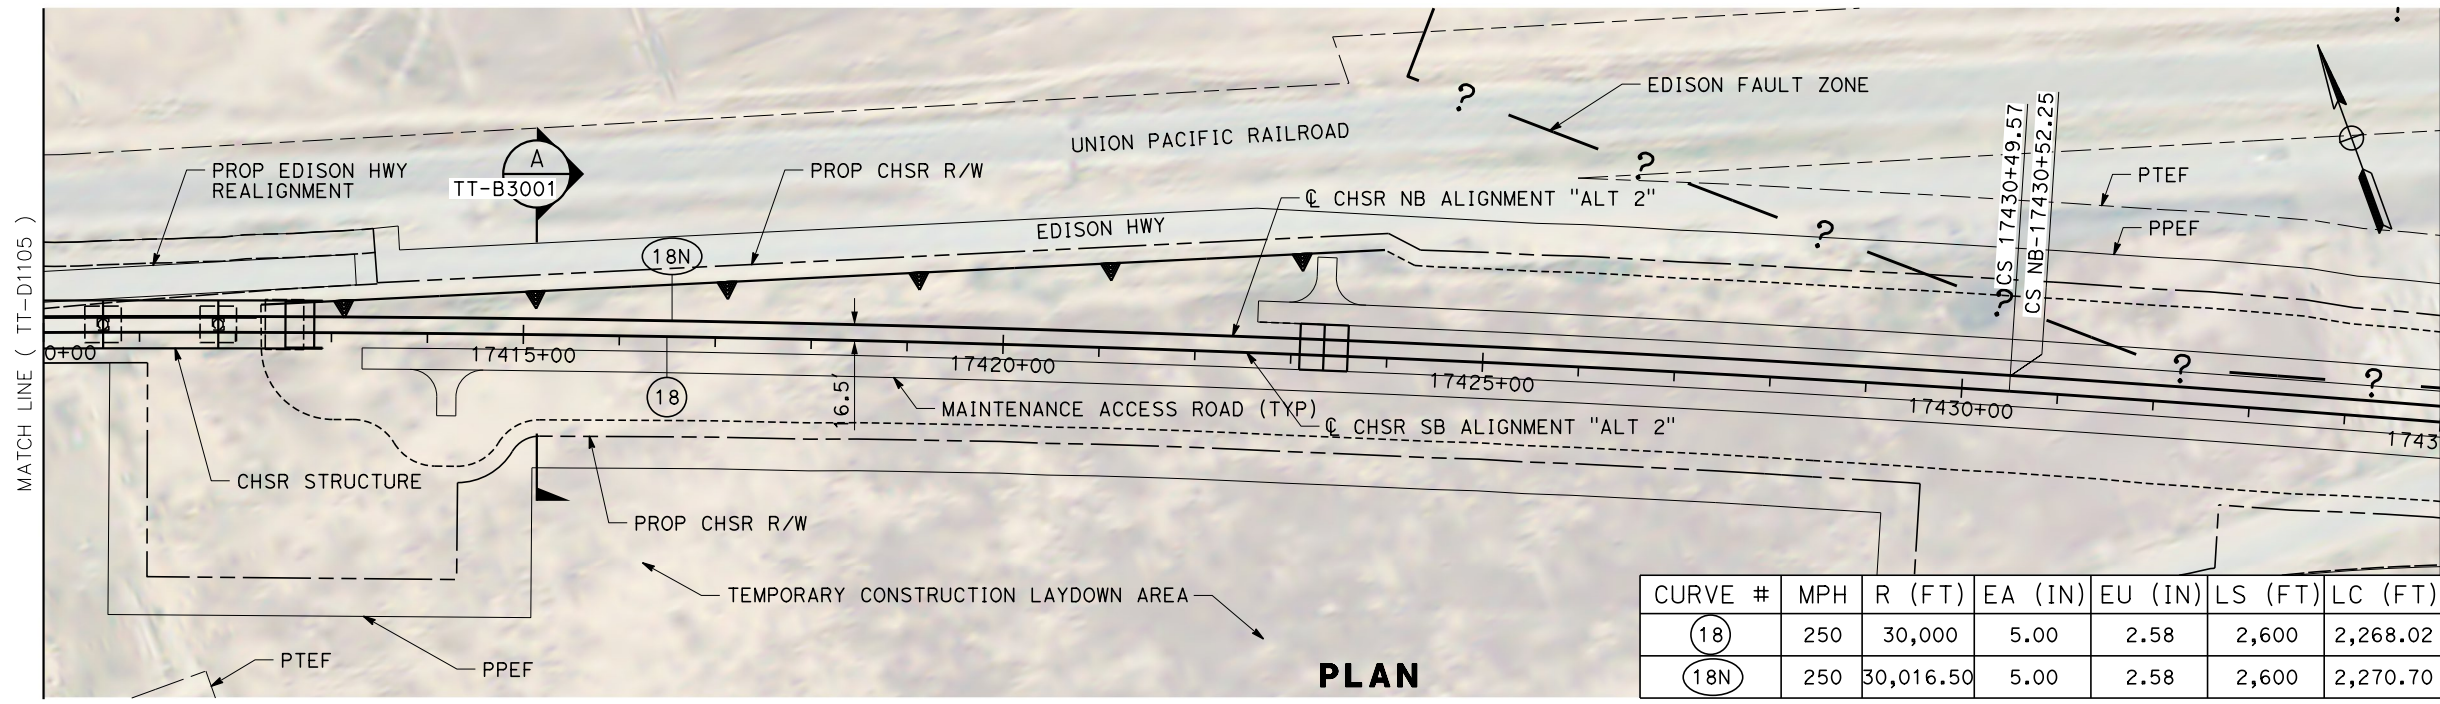 MATCH LINE ( TT-D1105 )
PROP EDISON HWY
REALIGNMENT
A
TT-B3001
18N
PROP CHSR R/W
UNION PACIFIC RAILROAD
EDISON HWY
℄ CHSR NB ALIGNMENT "ALT 2"
?
EDISON FAULT ZONE
?
?
?
?
?
?
CS 17430+49.57
CS NB-17430+52.25
PTEF
PPEF
0+00
17415+00
17420+00
17425+00
17430+00
1743
18
16.5'
MAINTENANCE ACCESS ROAD (TYP)
℄ CHSR SB ALIGNMENT "ALT 2"
CHSR STRUCTURE
PROP CHSR R/W
TEMPORARY CONSTRUCTION LAYDOWN AREA
PTEF
PPEF
PLAN
CURVE # MPH R (FT) EA (IN) EU (IN) LS (FT) LC (FT)
18 250 30,000 5.00 2.58 2,600 2,268.02
18N 250 30,016.50 5.00 2.58 2,600 2,270.70